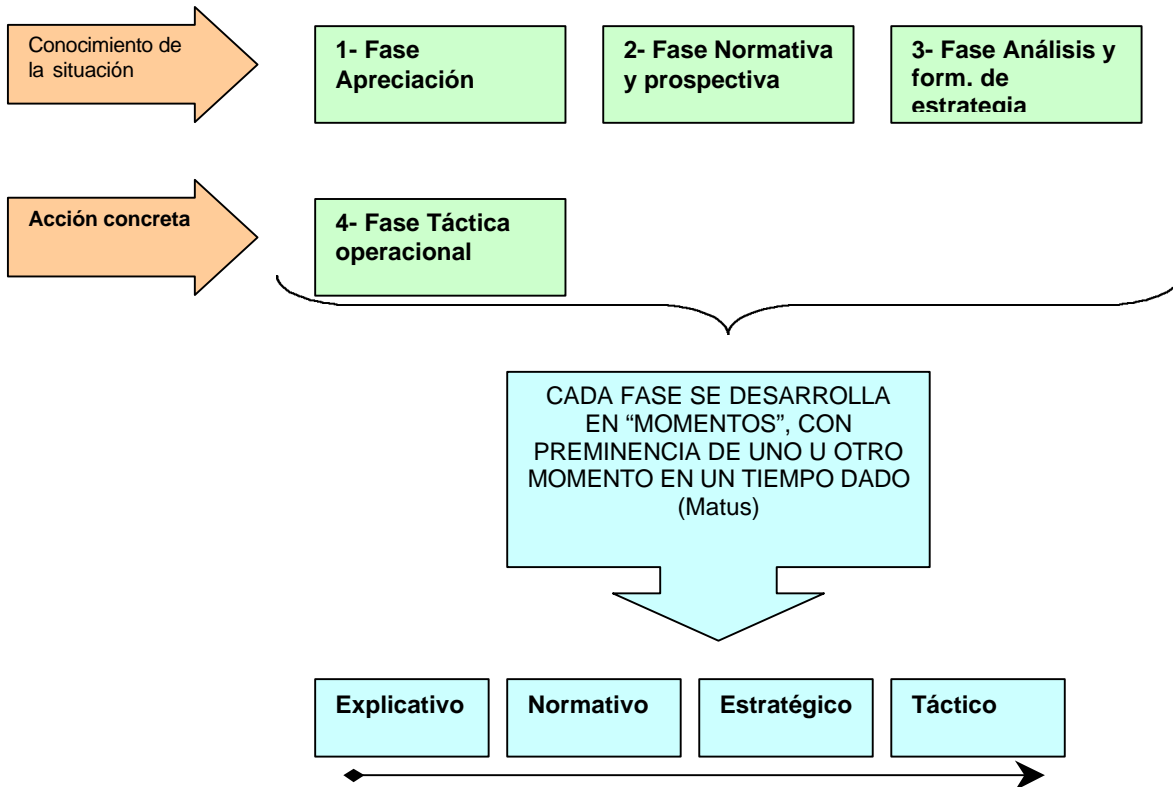 Conocimiento de
la situación
1- Fase
Apreciación
2- Fase Normativa
y prospectiva
3- Fase Análisis y
form. de
estrategia
Acción concreta
4- Fase Táctica
operacional
CADA FASE SE DESARROLLA
EN “MOMENTOS”, CON
PREMINENCIA DE UNO U OTRO
MOMENTO EN UN TIEMPO DADO
(Matus)
Explicativo
Normativo
Estratégico
Táctico